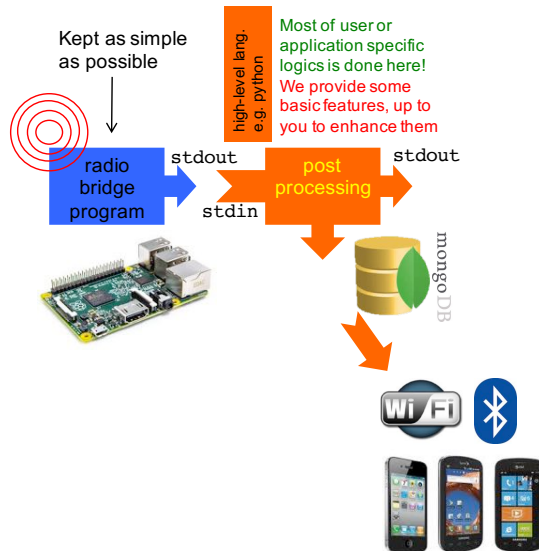 Kept as simple
as possible
high-level lang.
e.g. python
Most of user or
application specific
logics is done here!
We provide some
basic features, up to
you to enhance them
radio
bridge
program
stdout
stdin
post
processing
stdout
mongoDB
Wi Fi